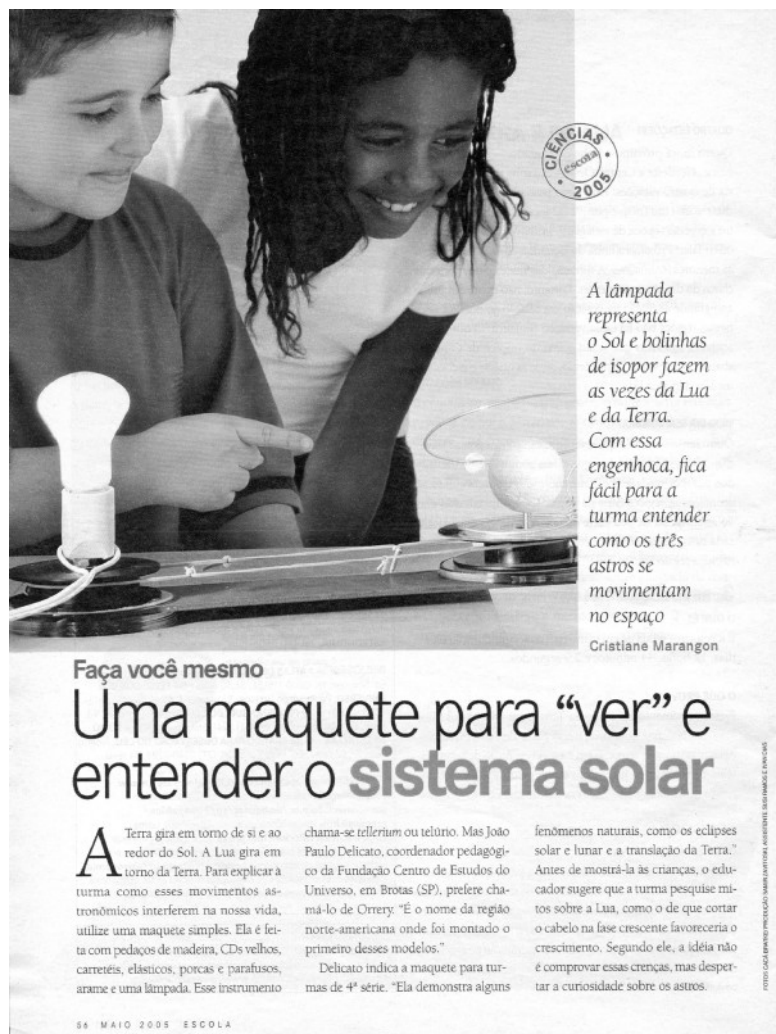 CIÊNCIAS
escola
2005
A lâmpada
representa
o Sol e bolinhas
de isopor fazem
as vezes da Lua
e da Terra.
Com essa
engenhoca, fica
fácil para a
turma entender
como os três
astros se
movimentam
no espaço
Cristiane Marangon
Faça você mesmo
Uma maquete para “ver” e
entender o sistema solar
A Terra gira em torno de si e ao
redor do Sol. A Lua gira em
torno da Terra. Para explicar à
turma como esses movimentos as-
tronômicos interferem na nossa vida,
utilize uma maquete simples. Ela é fei-
ta com pedaços de madeira, CDs velhos,
carretéis, elásticos, porcas e parafusos,
arame e uma lâmpada. Esse instrumento
chama-se tellerium ou telúrio. Mas João
Paulo Delicato, coordenador pedagógi-
co da Fundação Centro de Estudos do
Universo, em Brotas (SP), prefere cha-
má-lo de Orrery. “É o nome da região
norte-americana onde foi montado o
primeiro desses modelos.”
Delicato indica a maquete para tur-
mas de 4ª série. “Ela demonstra alguns
fenômenos naturais, como os eclipses
solar e lunar e a translação da Terra.”
Antes de mostrá-la às crianças, o edu-
cador sugere que a turma pesquise mi-
tos sobre a Lua, como o de que cortar
o cabelo na fase crescente favoreceria o
crescimento. Segundo ele, a idéia não
é comprovar essas crenças, mas desper-
tar a curiosidade sobre os astros.
56 MAIO 2005 ESCOLA